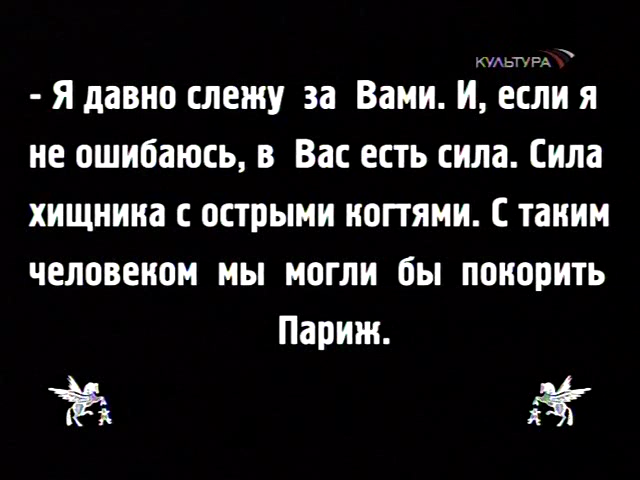 КУЛЬТУРА
- Я давно слежу за Вами. И, если я
не ошибаюсь, в Вас есть сила. Сила
хищника с острыми когтями. С таким
человеком мы могли бы покорить
Париж.